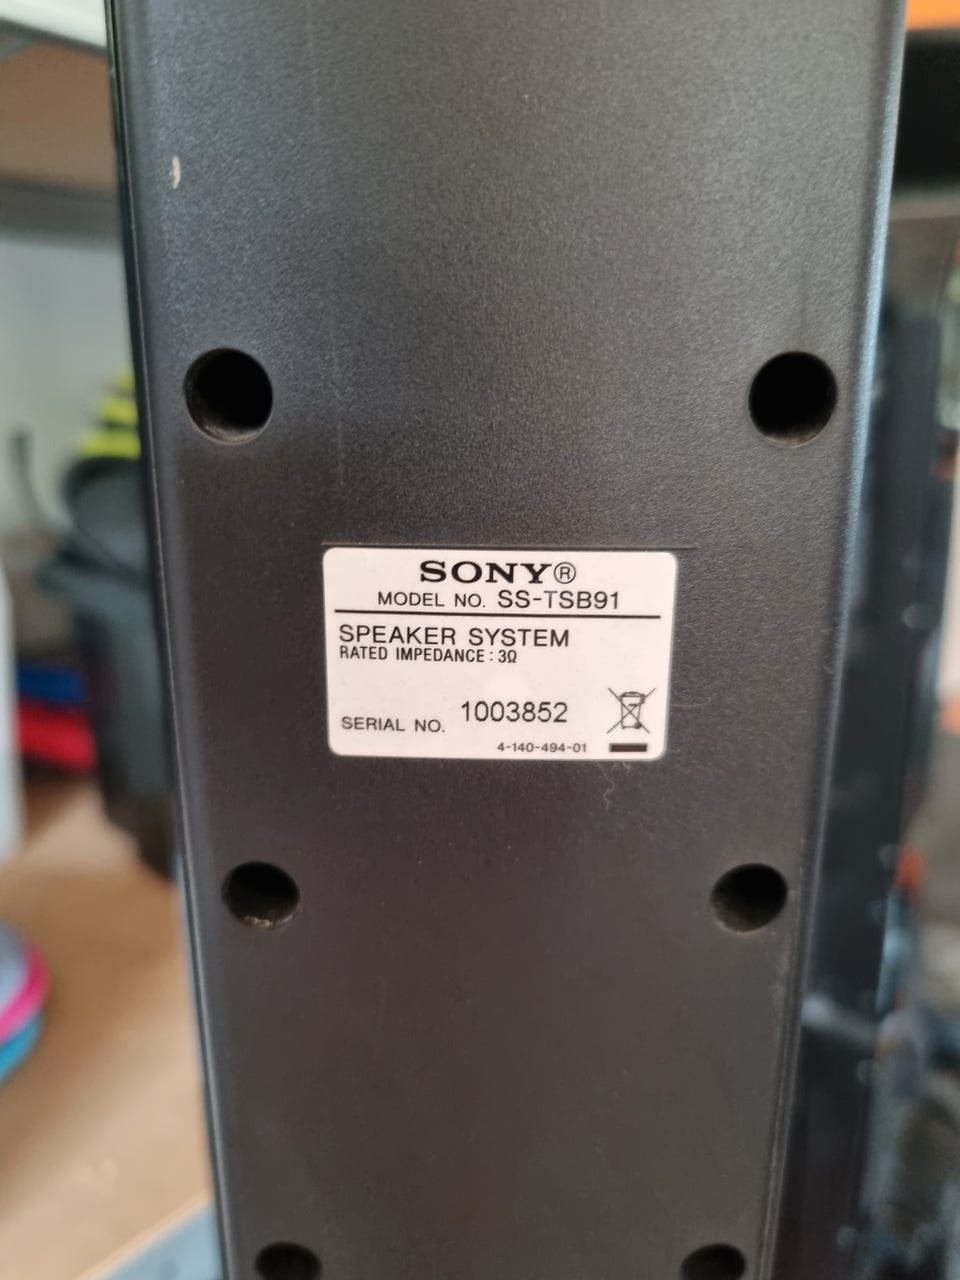 SONY®
MODEL NO. SS-TSB91
SPEAKER SYSTEM
RATED IMPEDANCE : 3Ω
SERIAL NO. 1003852
4-140-494-01